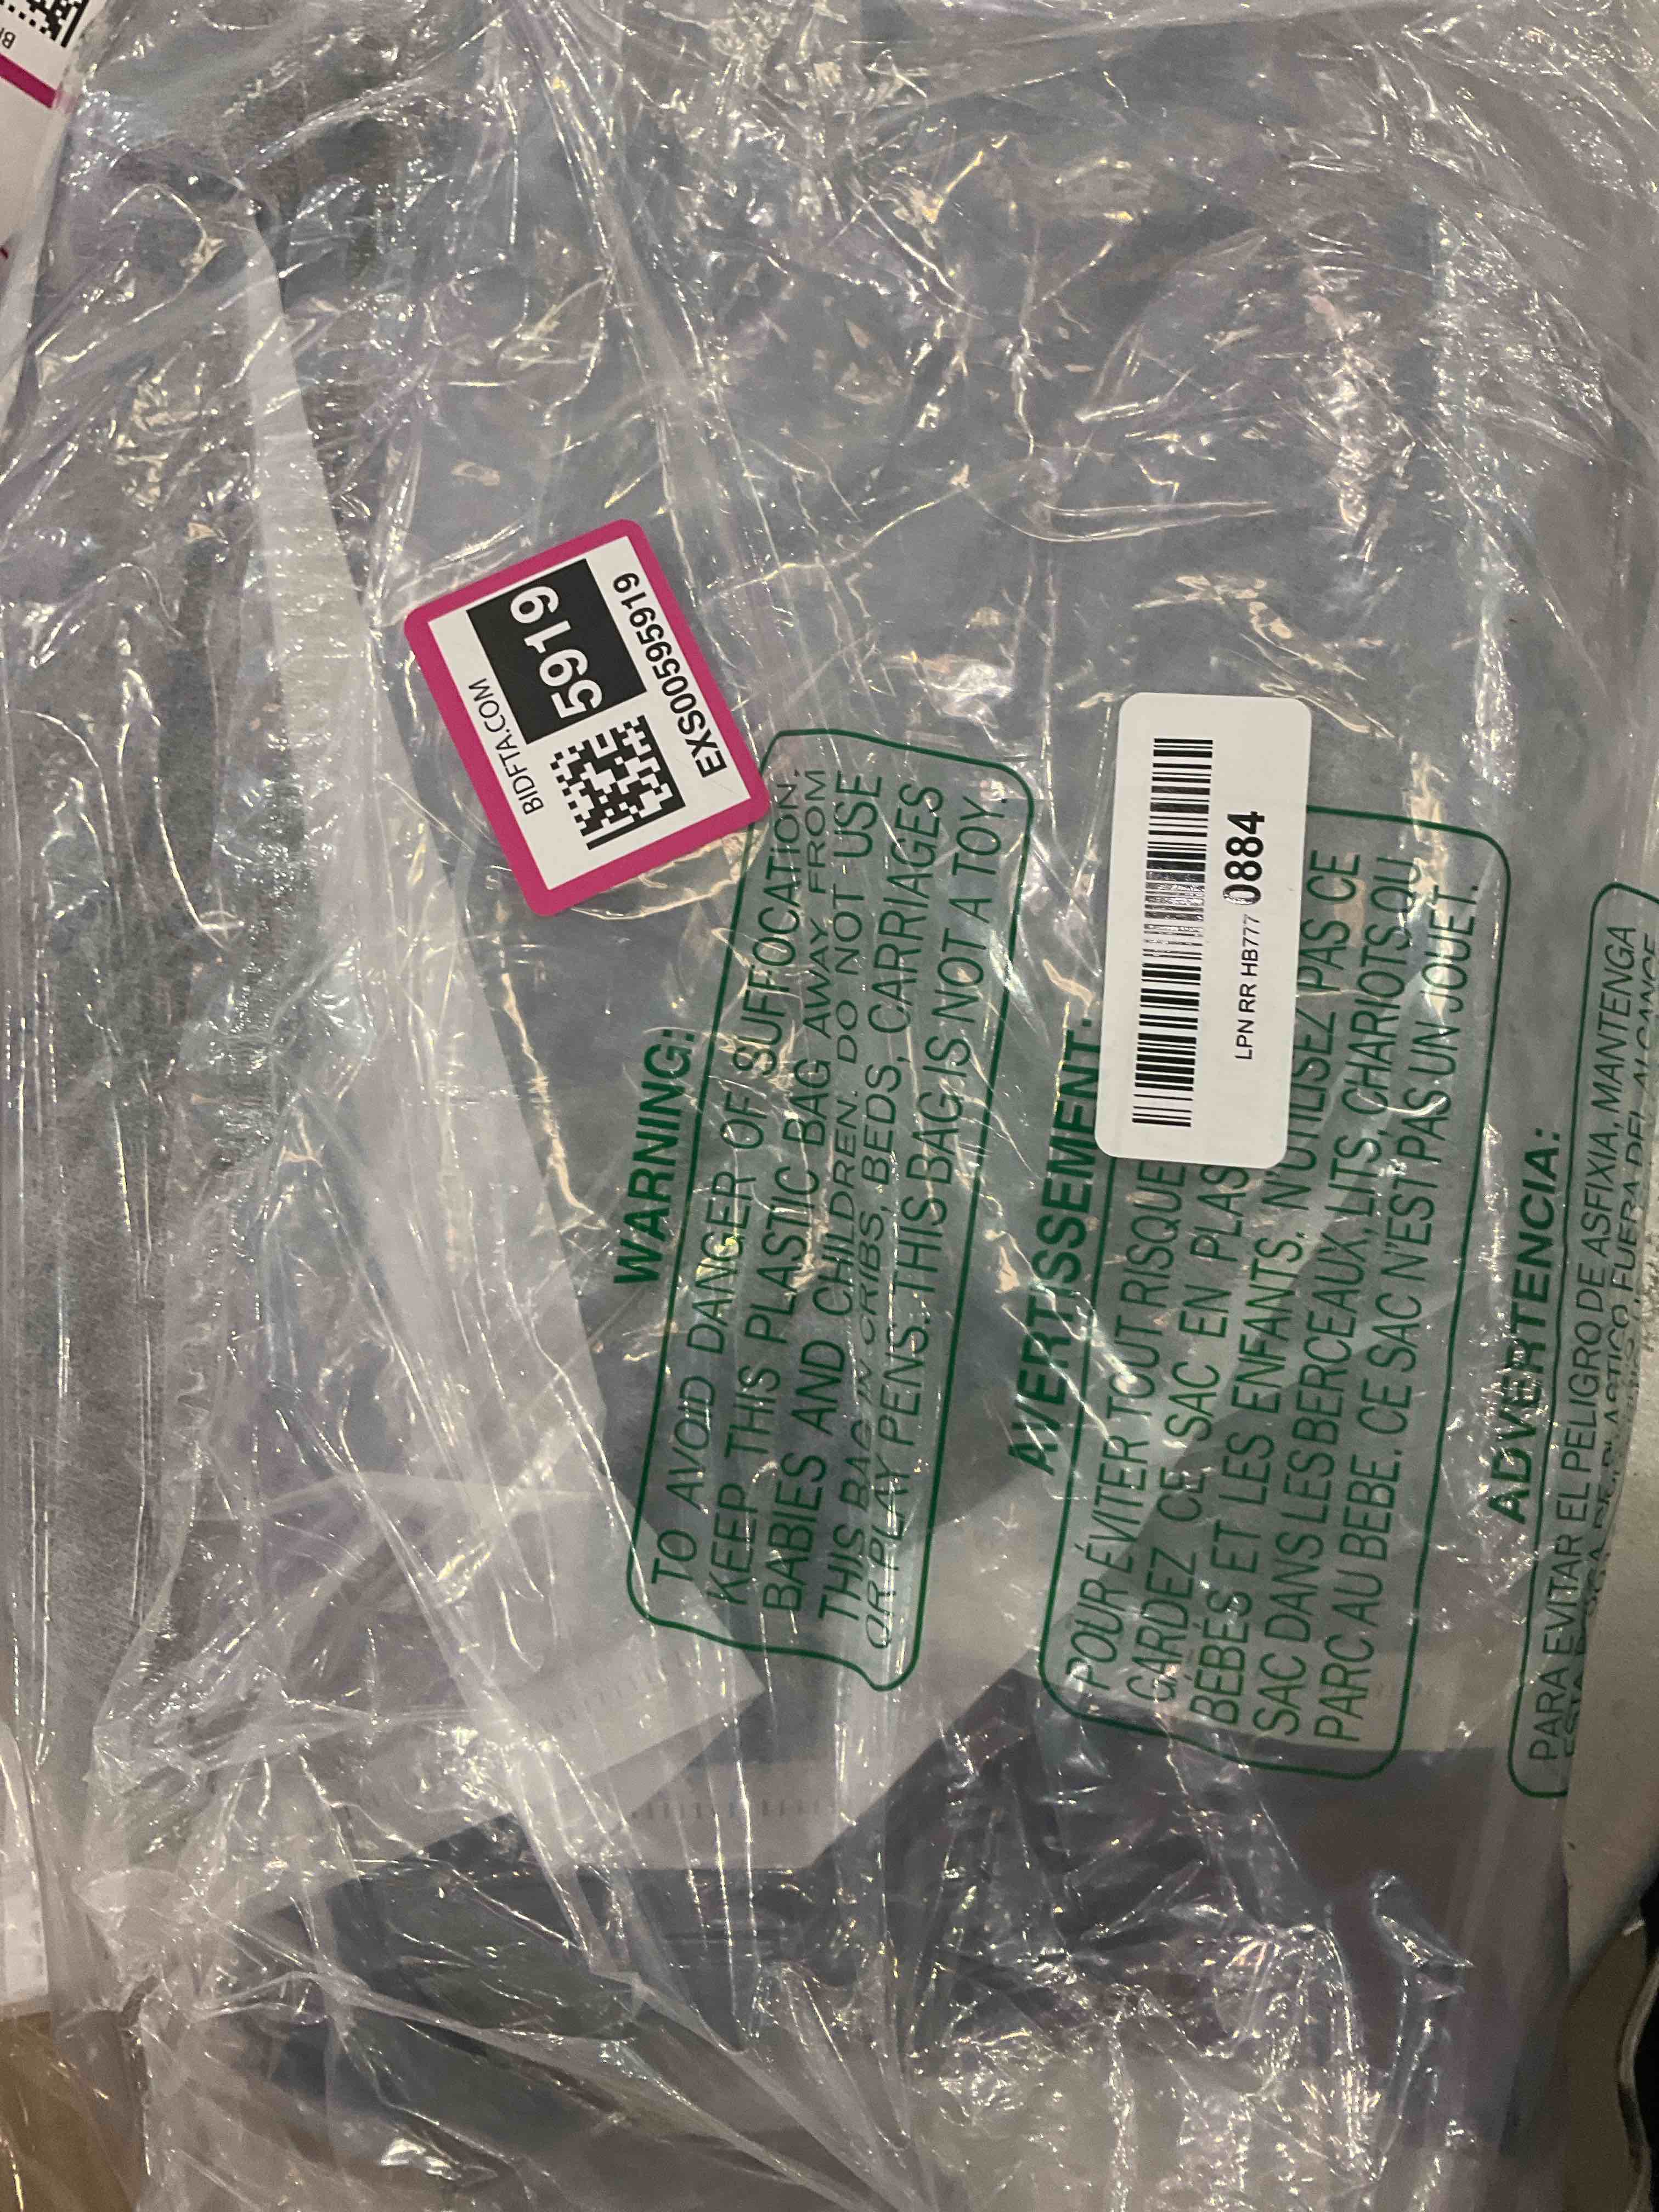 BIDFTA.COM
5919
EXS00595919
WARNING:
TO AVOID DANGER OF SUFFOCATION,
KEEP THIS PLASTIC BAG AWAY FROM
BABIES AND CHILDREN. DO NOT USE
THIS BAG IN CRIBS, BEDS, CARRIAGES
OR PLAY PENS. THIS BAG IS NOT A TOY.
LPN RR HB777 0884
AVERTISSEMENT:
POUR ÉVITER TOUT RISQUE
GARDEZ CE SAC EN PLAS
BÉBÉS ET LES ENFANTS. N'UTILISEZ PAS CE
SAC DANS LES BERCEAUX, LITS, CHARIOTS OU
PARC AU BEBE. CE SAC N'EST PAS UN JOUET.
ADVERTENCIA:
PARA EVITAR EL PELIGRO DE ASFIXIA, MANTENGA
FUERA DEL ALCANCE